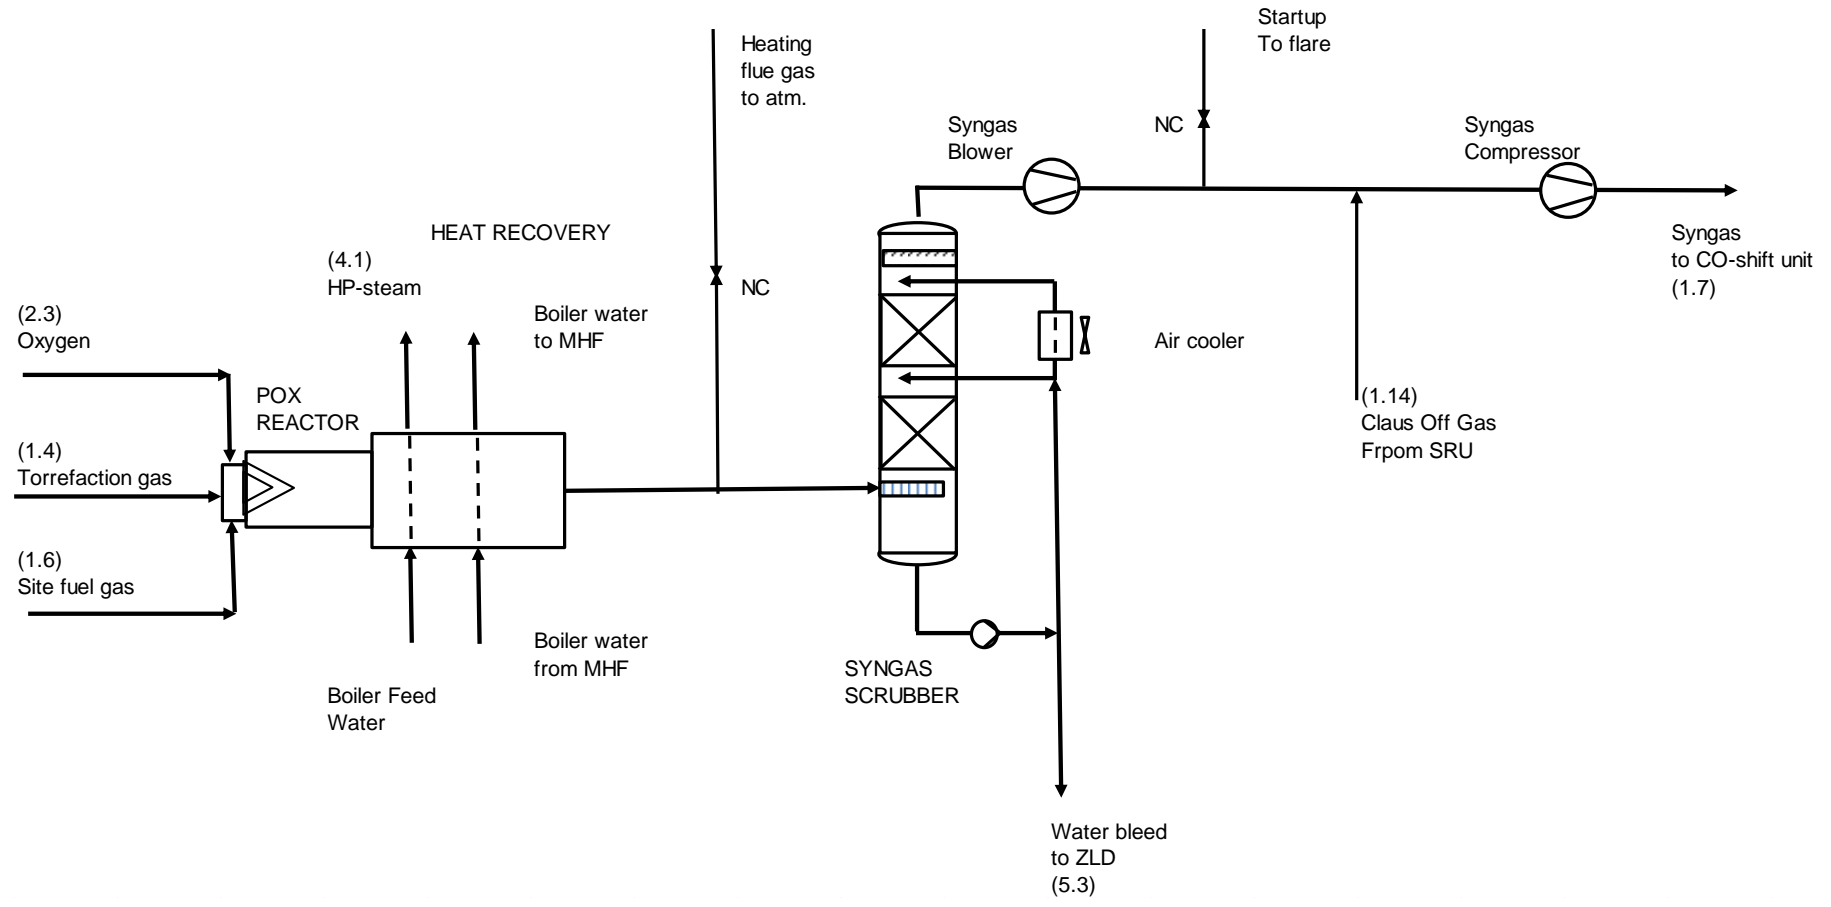 Startup
To flare
Heating
flue gas
to atm.
NC
Syngas
Blower
Syngas
Compressor
HEAT RECOVERY
(4.1)
HP-steam
NC
Syngas
to CO-shift unit
(1.7)
(2.3)
Oxygen
Boiler water
to MHF
Air cooler
POX
REACTOR
(1.14)
Claus Off Gas
Frpom SRU
(1.4)
Torrefaction gas
(1.6)
Site fuel gas
Boiler water
from MHF
SYNGAS
SCRUBBER
Boiler Feed
Water
Water bleed
to ZLD
(5.3)